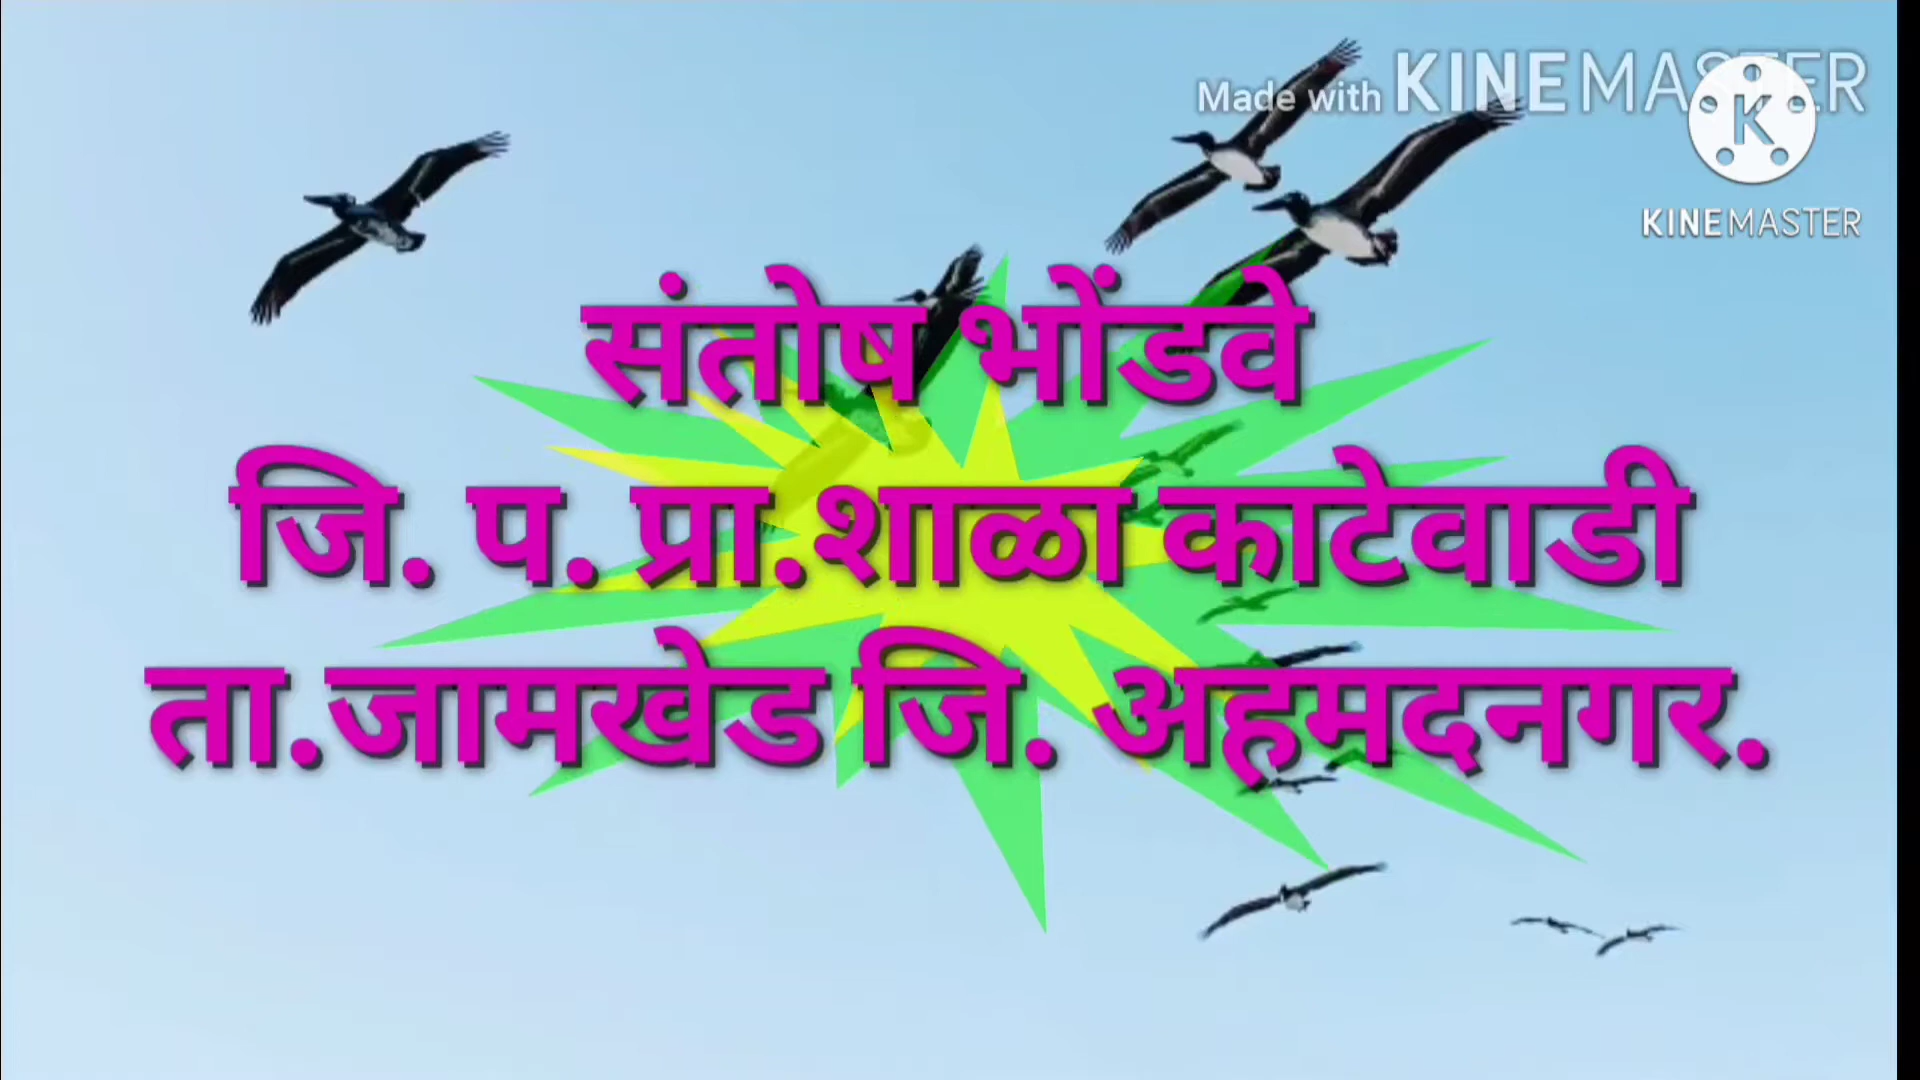 Made with KINEMASTER
K
KINEMASTER
संतोष भोंडवे
जि. प. प्रा.शाळा काटेवाडी
ता.जामखेड जि. अहमदनगर.